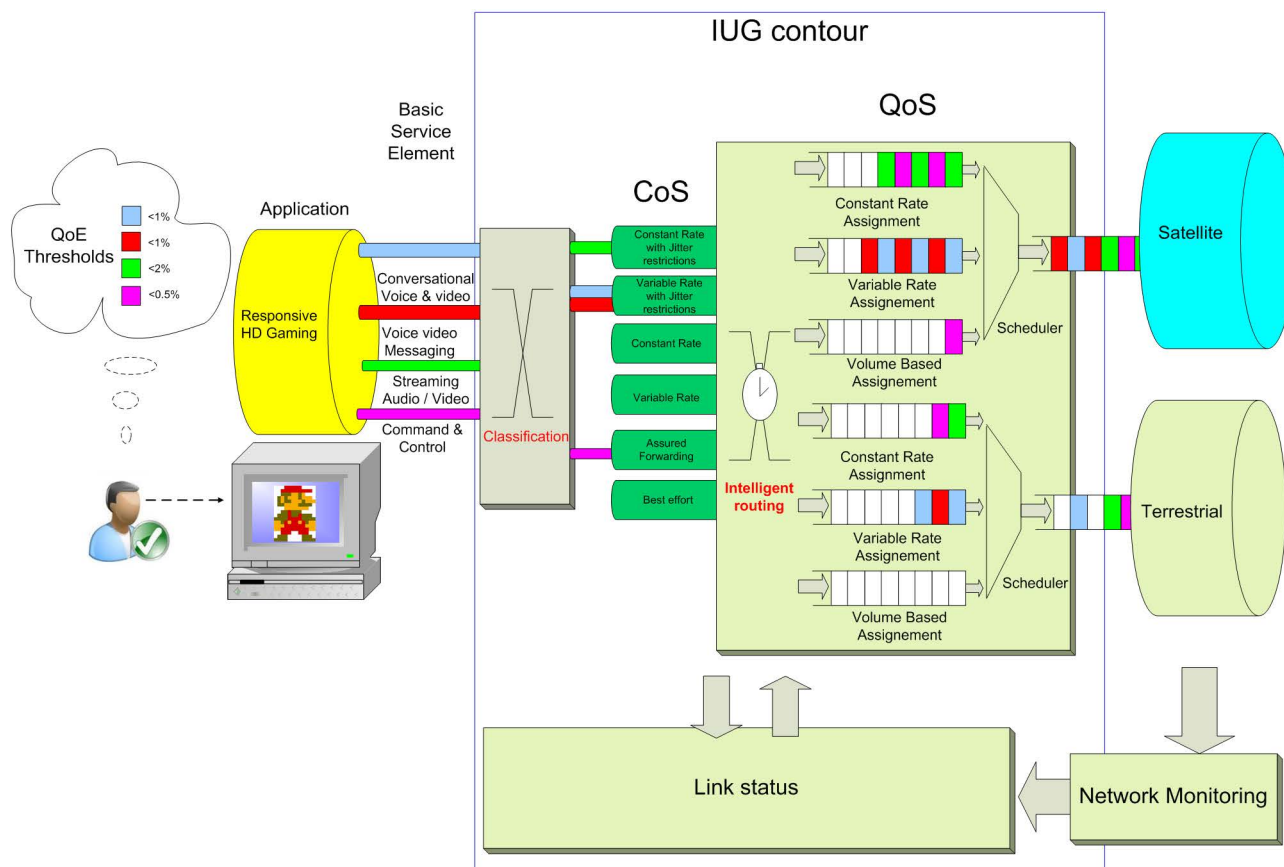 IUG contour
Basic
Service
Element
QoS
CoS
QoE
Thresholds
<1%
<1%
<2%
<0.5%
Application
Responsive
HD Gaming
Conversational
Voice & video
Voice video
Messaging
Streaming
Audio / Video
Command &
Control
Classification
Constant Rate
with Jitter
restrictions
Variable Rate
with Jitter
restrictions
Constant Rate
Variable Rate
Assured
Forwarding
Best effort
Intelligent
routing
Constant Rate
Assignment
Variable Rate
Assignement
Volume Based
Assignement
Scheduler
Constant Rate
Assignment
Variable Rate
Assignement
Volume Based
Assignement
Scheduler
Satellite
Terrestrial
Link status
Network Monitoring